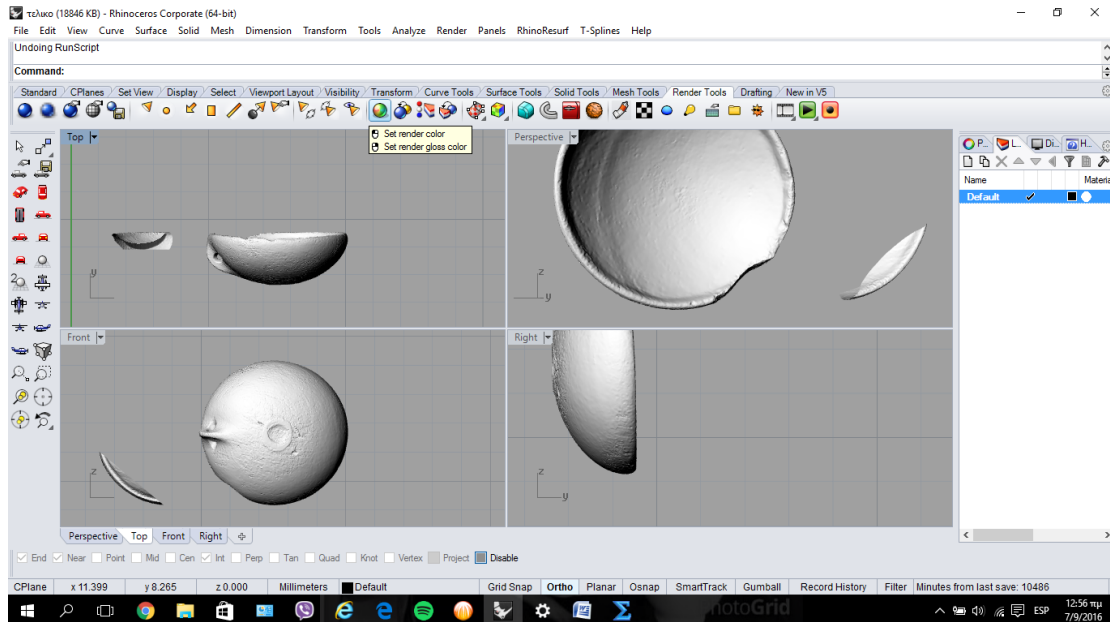 τελικο (18846 KB) - Rhinoceros Corporate (64-bit)
File Edit View Curve Surface Solid Mesh Dimension Transform Tools Analyze Render Panels RhinoResurf T-Splines Help
Undoing RunScript
Command:
Standard CPlanes Set View Display Select Viewport Layout Visibility Transform Curve Tools Surface Tools Solid Tools Mesh Tools Render Tools Drafting New in V5
Set render color
Set render gloss color
Top
Perspective
P... L... Di... H...
Name Materia
Default
y
x
z
y
Front
Right
z
x
z
y
Perspective Top Front Right
End Near Point Mid Cen Int Perp Tan Quad Knot Vertex Project Disable
CPlane x 11.399 y 8.265 z 0.000 Millimeters Default Grid Snap Ortho Planar Osnap SmartTrack Gumball Record History Filter Minutes from last save: 10486
ESP
12:56 πμ
7/9/2016